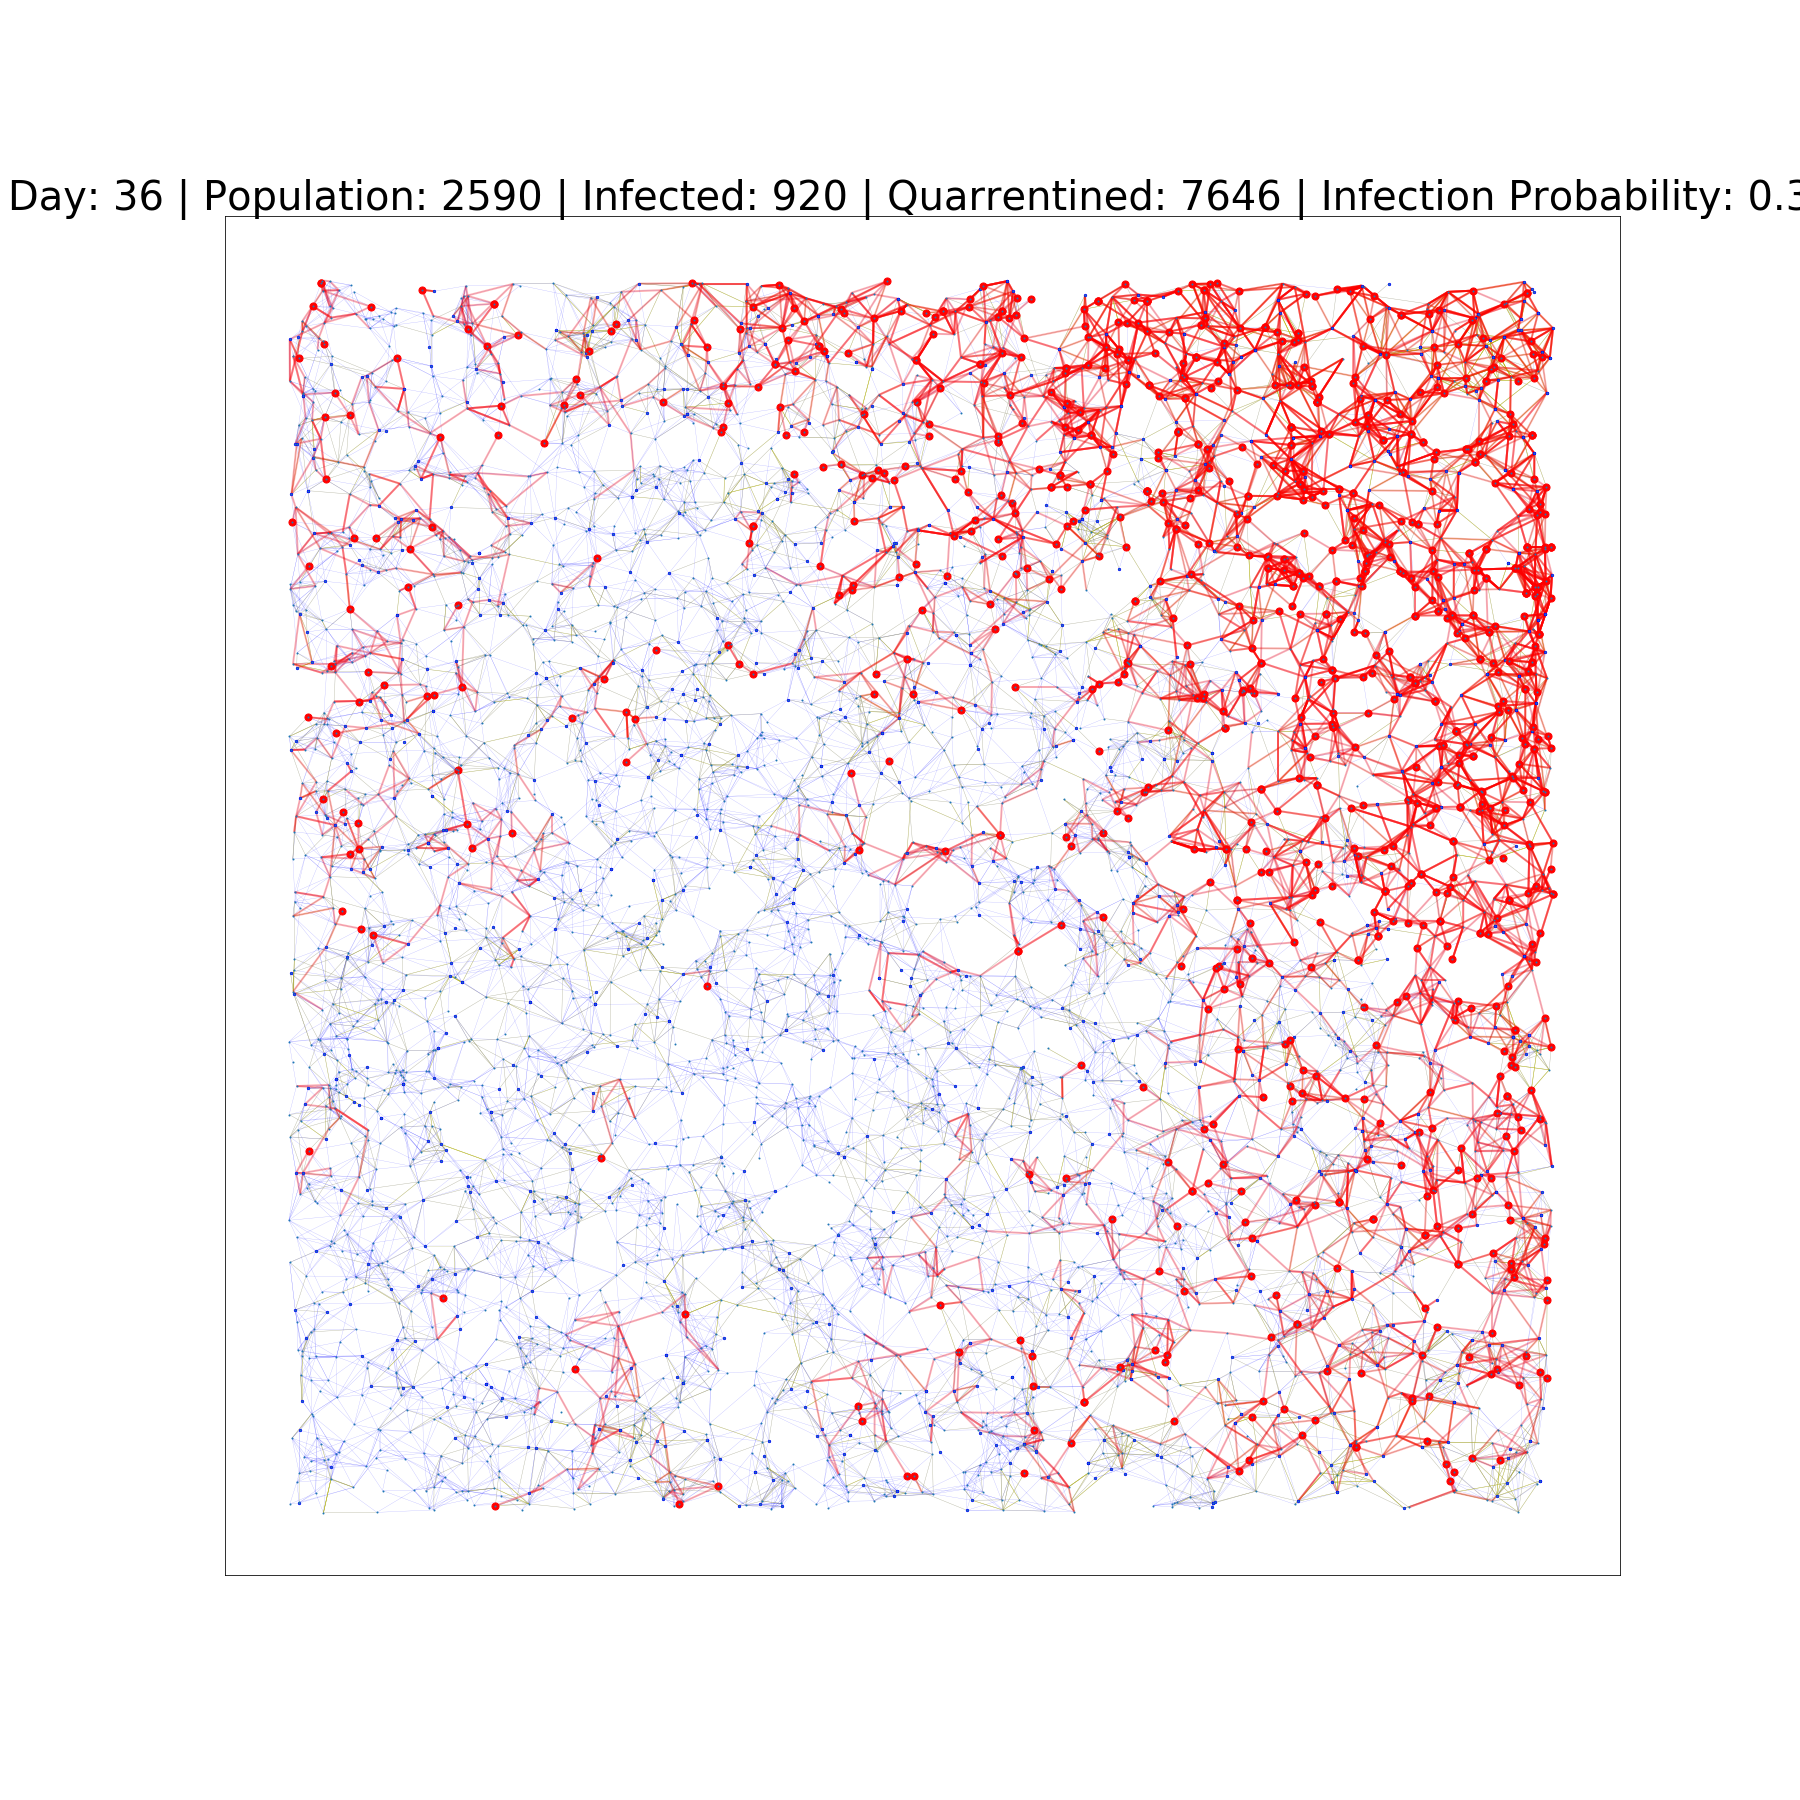 Day: 36 | Population: 2590 | Infected: 920 | Quarrentined: 7646 | Infection Probability: 0.3